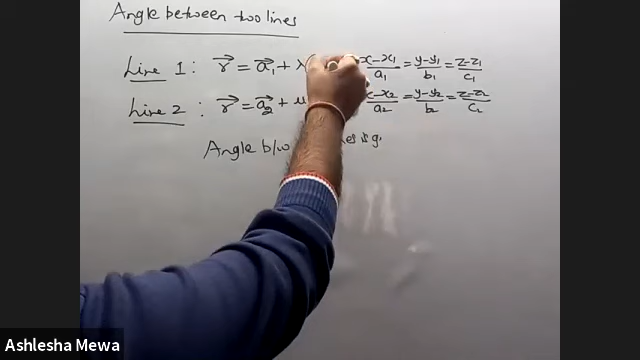 Angle between two lines
Line 1 : r⃗ = a⃗₁ + λ x-x₁/a₁ = y-y₁/b₁ = z-z₁/c₁
Line 2 : r⃗ = a⃗₂ + x-x₂/a₂ = y-y₂/b₂ = z-z₂/c₂
Angle b/w is
Ashlesha Mewa